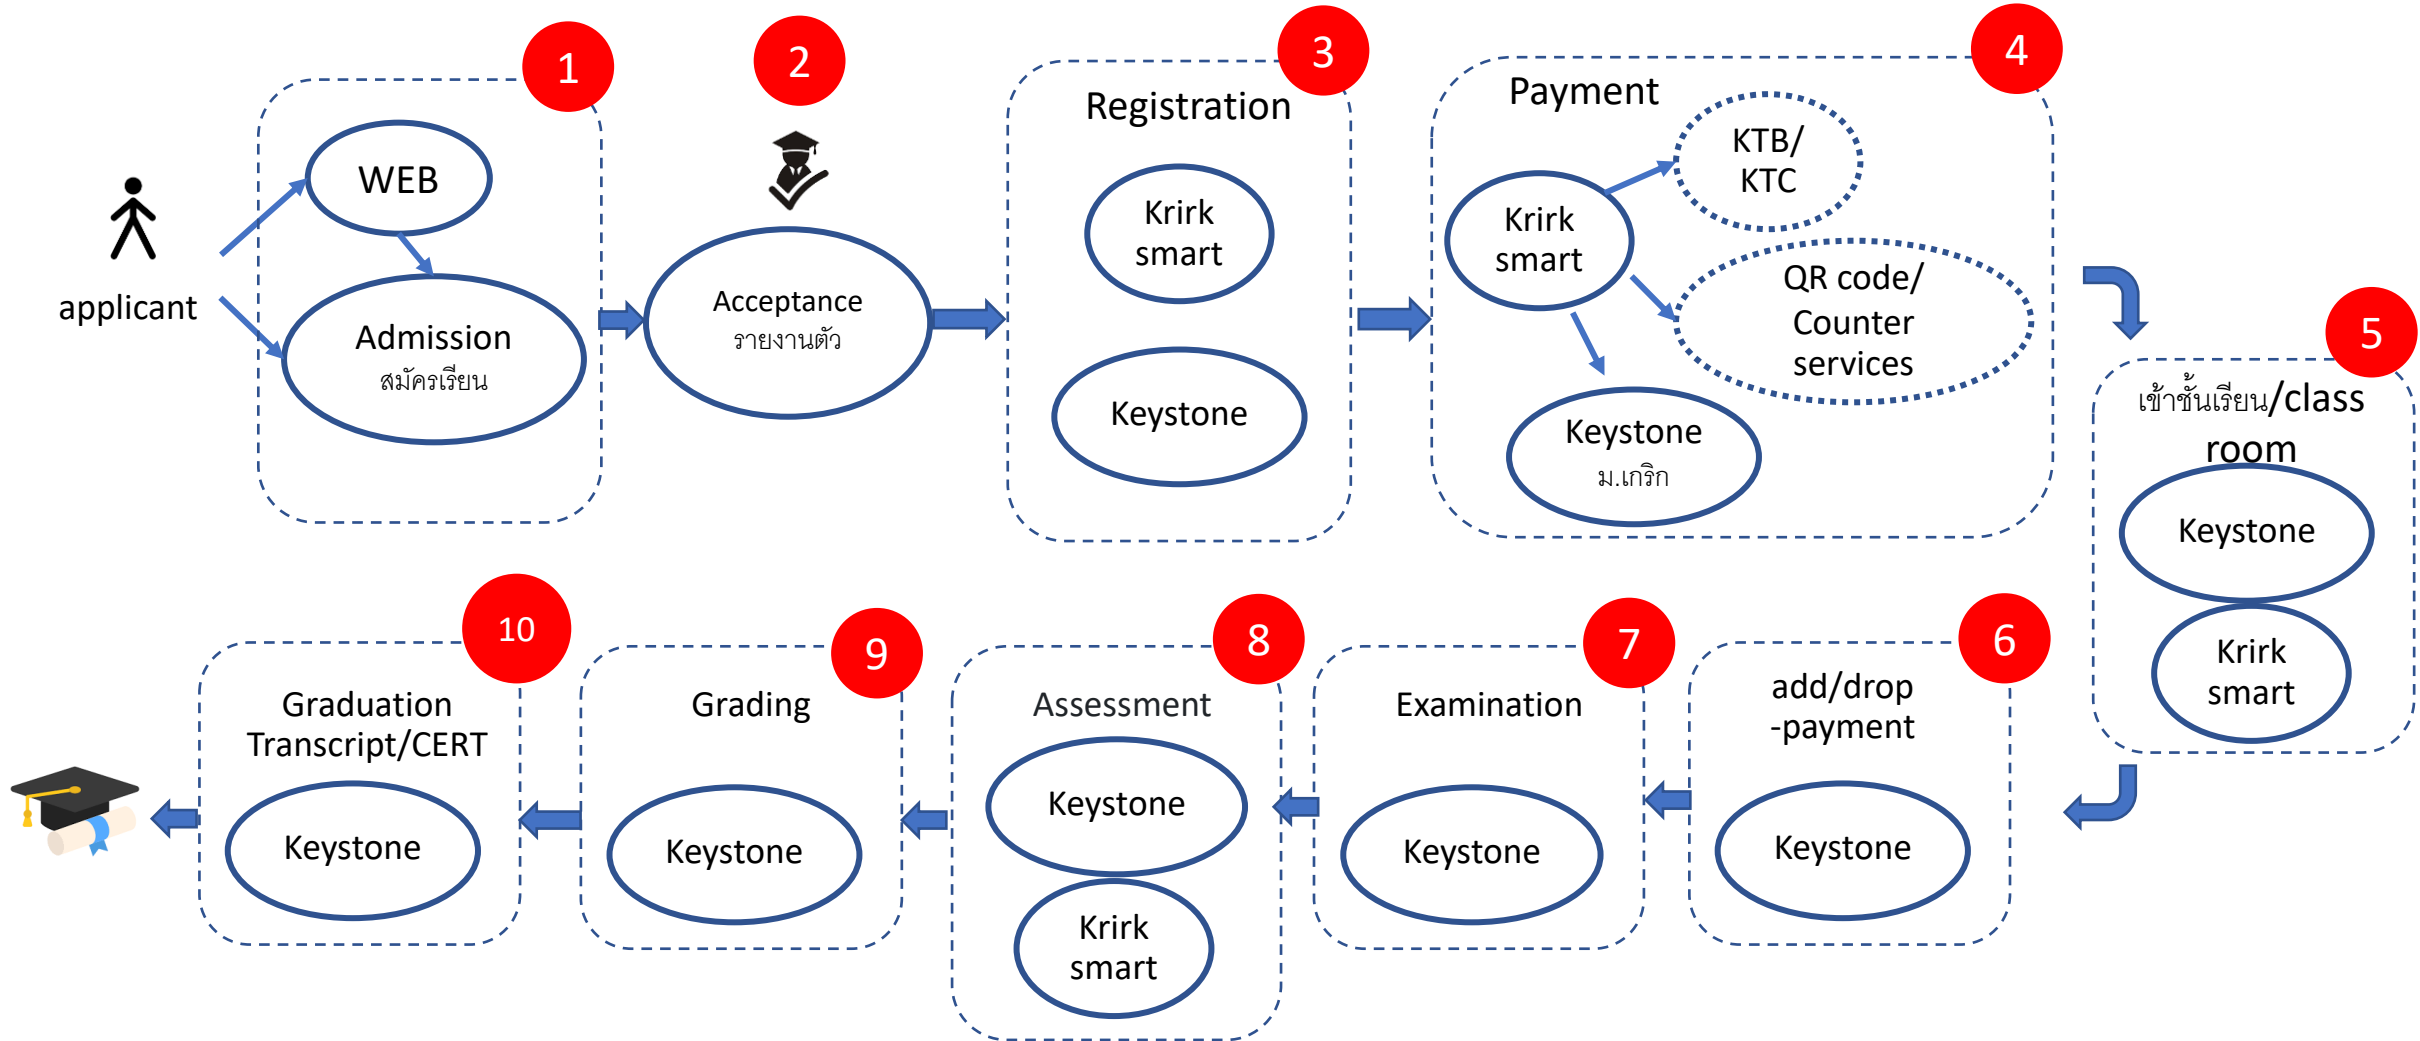 applicant
1
WEB
Admission
สมัครเรียน
2
Acceptance
รายงานตัว
3
Registration
Krirk
smart
Keystone
4
Payment
Krirk
smart
KTB/
KTC
QR code/
Counter
services
Keystone
ม.เกริก
5
เข้าชั้นเรียน/class
room
Keystone
Krirk
smart
6
add/drop
-payment
Keystone
7
Examination
Keystone
8
Assessment
Keystone
Krirk
smart
9
Grading
Keystone
10
Graduation
Transcript/CERT
Keystone